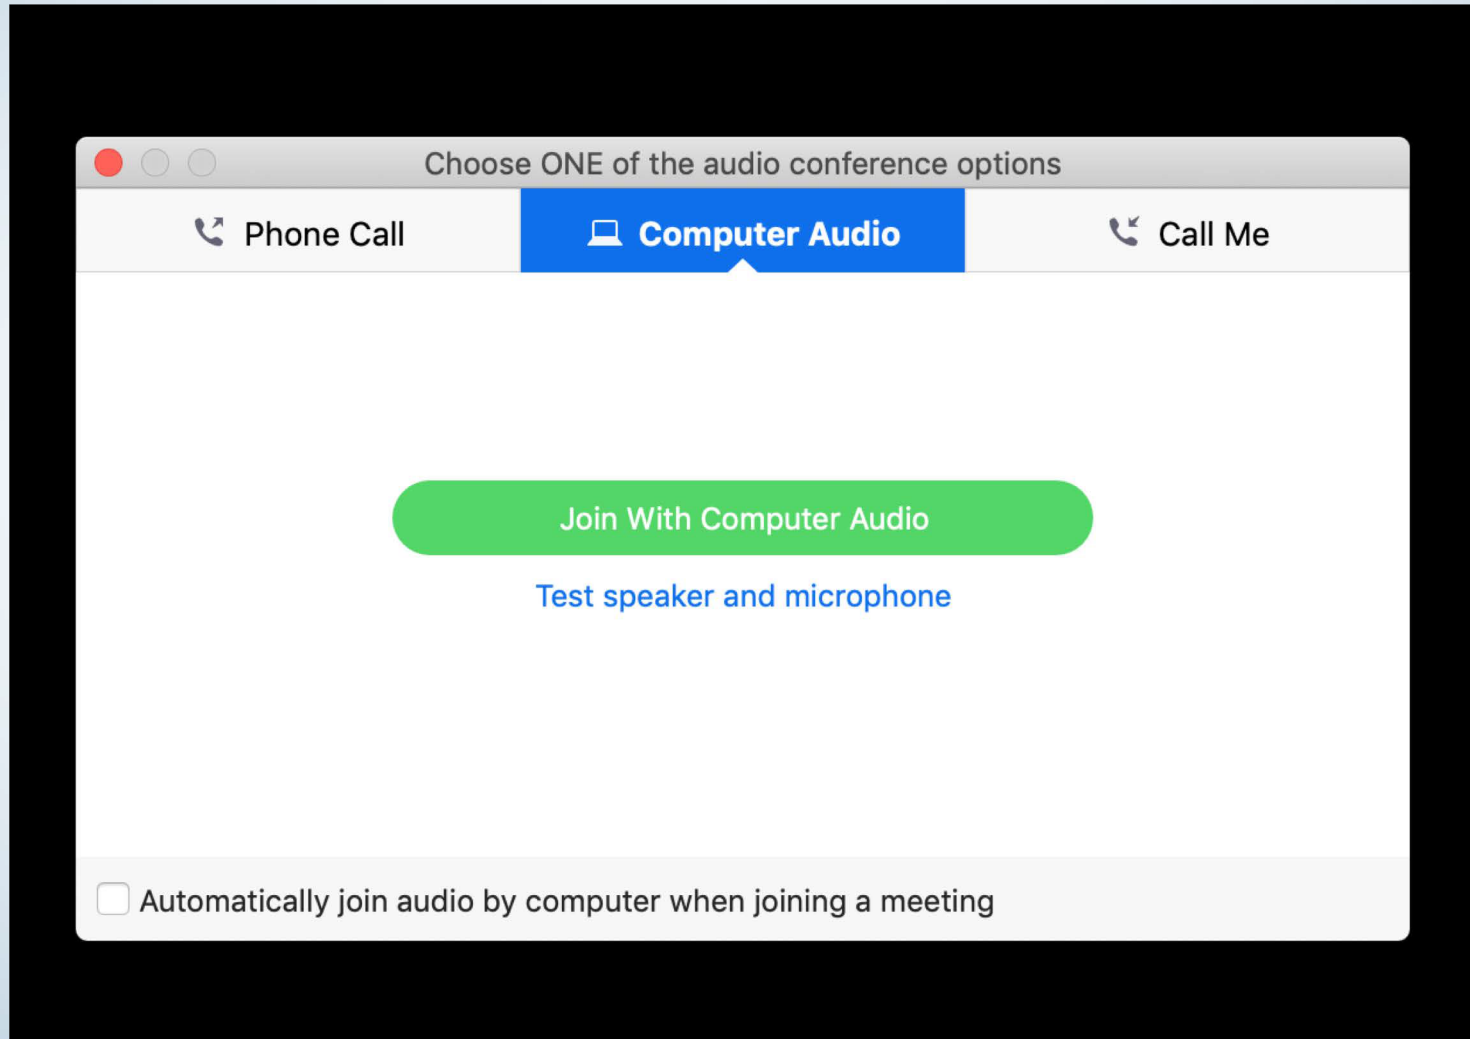 Choose ONE of the audio conference options
Phone Call
Computer Audio
Call Me
Join With Computer Audio
Test speaker and microphone
Automatically join audio by computer when joining a meeting